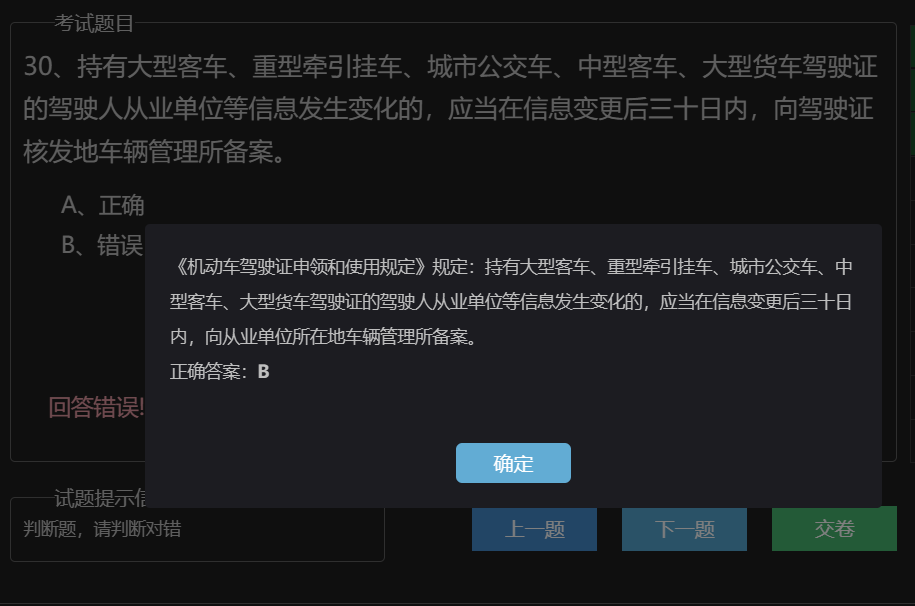 考试题目
30、持有大型客车、重型牵引挂车、城市公交车、中型客车、大型货车驾驶证
的驾驶人从业单位等信息发生变化的，应当在信息变更后三十日内，向驾驶证
核发地车辆管理所备案。
A、正确
B、错误
《机动车驾驶证申领和使用规定》规定：持有大型客车、重型牵引挂车、城市公交车、中
型客车、大型货车驾驶证的驾驶人从业单位等信息发生变化的，应当在信息变更后三十日
内，向从业单位所在地车辆管理所备案。
正确答案：B
回答错误!
确定
试题提示信
判断题，请判断对错
上一题
下一题
交卷